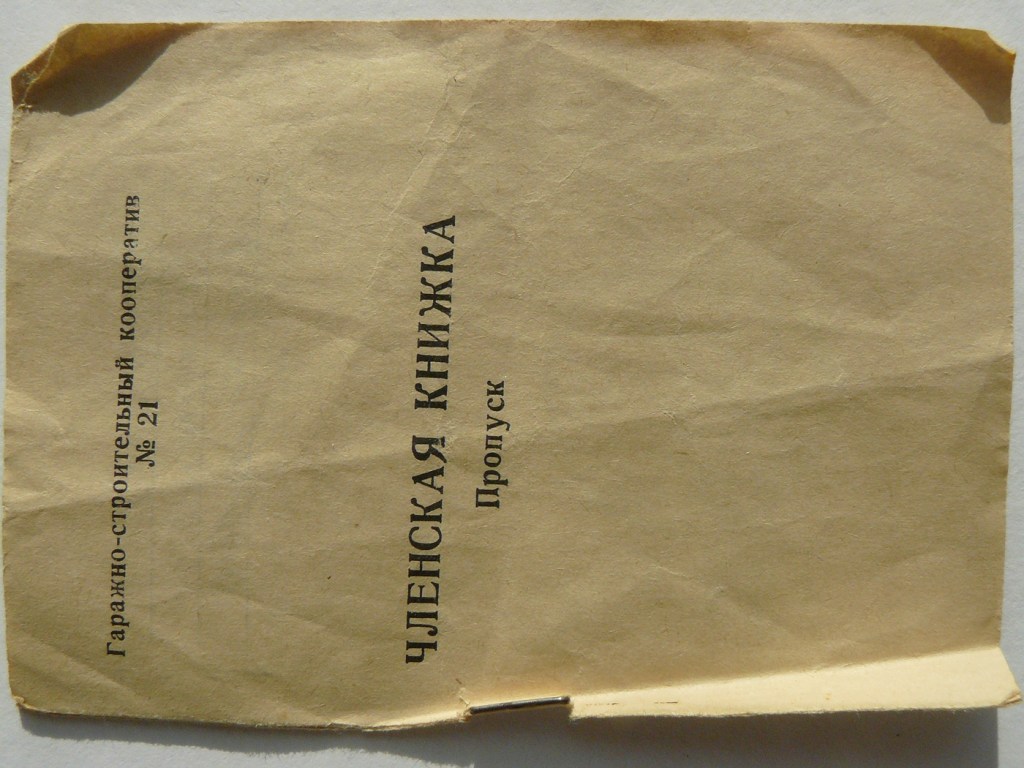 Гаражно-строительный кооператив
№ 21
ЧЛЕНСКАЯ КНИЖКА
Пропуск